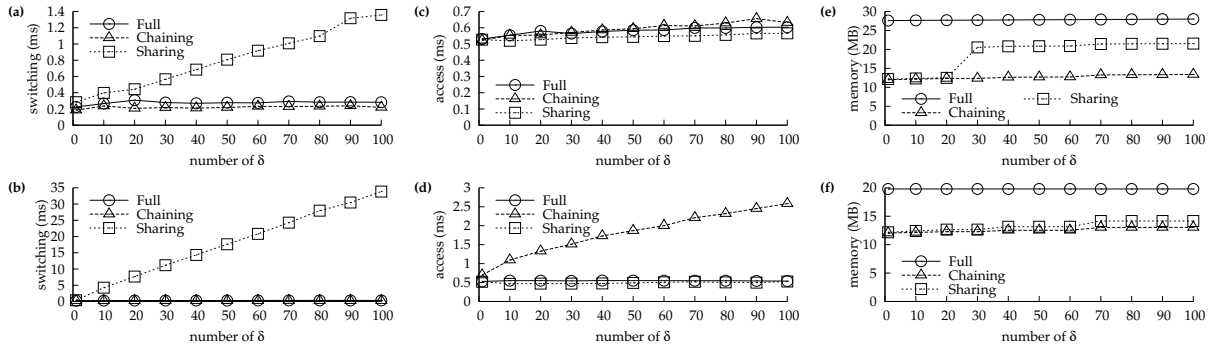 (a)
switching (ms)
1.4
1.2
1
0.8
0.6
0.4
0.2
0
Full
Chaining
Sharing
0 10 20 30 40 50 60 70 80 90 100
number of δ
(c)
access (ms)
0.7
0.6
0.5
0.4
0.3
0.2
0.1
0
Full
Chaining
Sharing
0 10 20 30 40 50 60 70 80 90 100
number of δ
(e)
memory (MB)
30
25
20
15
10
5
0
Full
Chaining
Sharing
0 10 20 30 40 50 60 70 80 90 100
number of δ
(b)
switching (ms)
35
30
25
20
15
10
5
0
Full
Chaining
Sharing
0 10 20 30 40 50 60 70 80 90 100
number of δ
(d)
access (ms)
3
2.5
2
1.5
1
0.5
0
Full
Chaining
Sharing
0 10 20 30 40 50 60 70 80 90 100
number of δ
(f)
memory (MB)
20
15
10
5
0
Full
Chaining
Sharing
0 10 20 30 40 50 60 70 80 90 100
number of δ